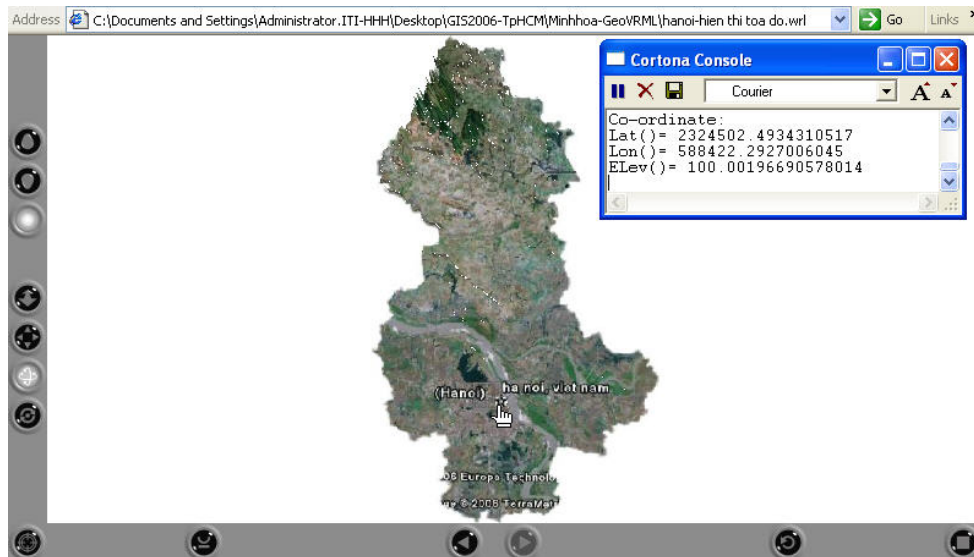 Address C:\Documents and Settings\Administrator.ITI-HHH\Desktop\GIS2006-TpHCM\Minhhoa-GeoVRML\hanoi-hien thi toa do.wrl Go Links
Cortona Console
Courier A A
Co-ordinate:
Lat()= 2324502.4934310517
Lon()= 588422.2927006045
ELev()= 100.00196690578014
(Hanoi) ha noi, viet nam
Europa Technolo
© 2006 TerraMet